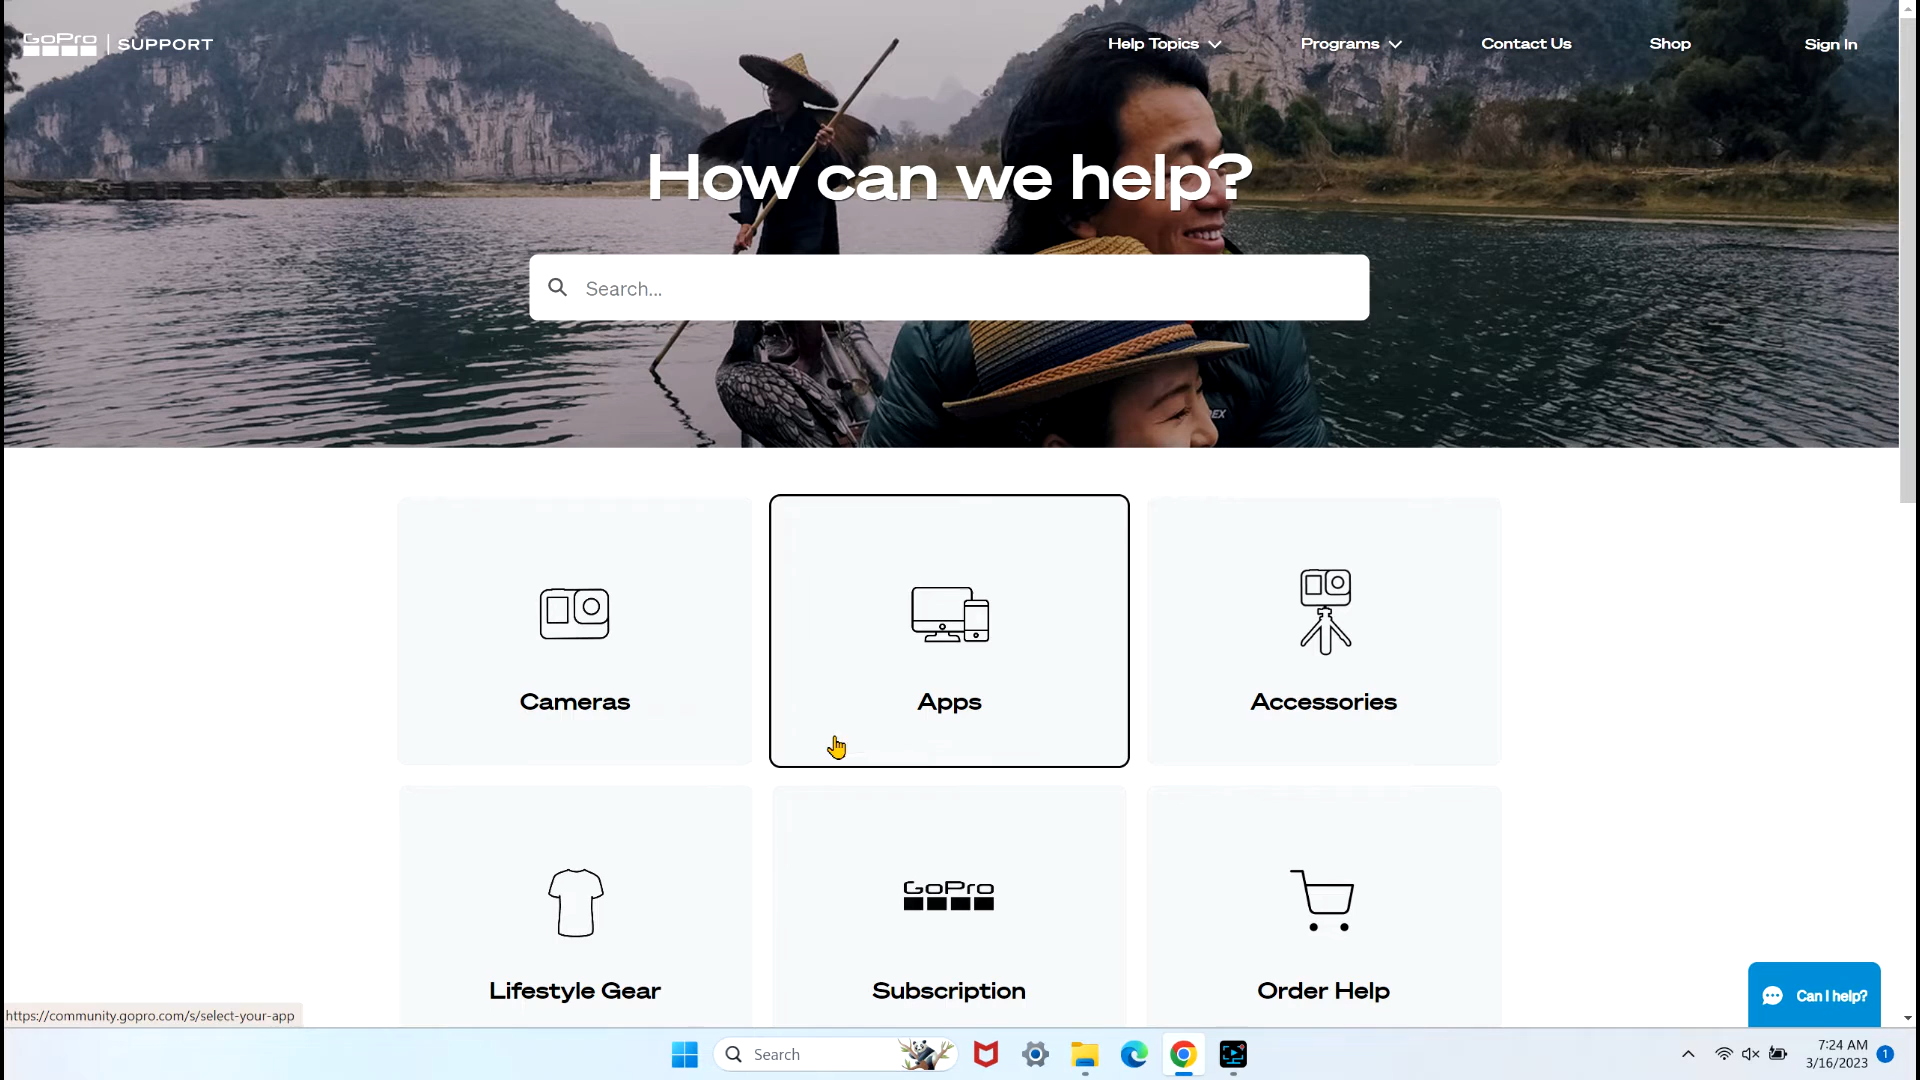 GoPro | SUPPORT
Help Topics
Programs
Contact Us
Shop
Sign In
How can we help?
Search...
REX
Cameras
Apps
Accessories
GoPro
Lifestyle Gear
Subscription
Order Help
Can I help?
https://community.gopro.com/s/select-your-app
Search
7:24 AM
3/16/2023
1